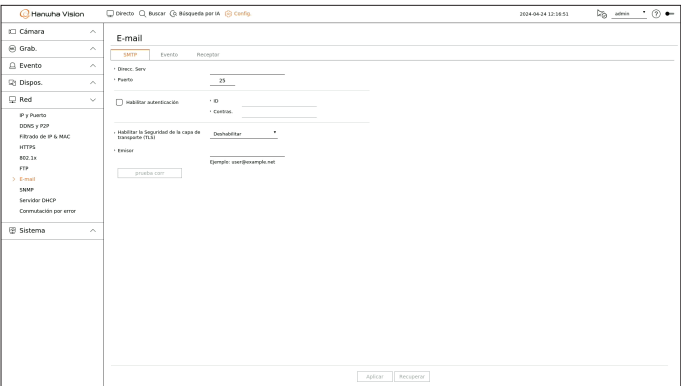 Hanwha Vision
Directo Buscar Búsqueda por IA Config
2024-04-24 12:16:51
admin
Cámara
Grab.
Evento
Dispos.
Red
IP y Puerto
DDNS y P2P
Filtrado de IP & MAC
HTTPS
802.1x
FTP
E-mail
SNMP
Servidor DHCP
Conmutación por error
Sistema
E-mail
SMTP Evento Receptar
Direcc. Serv
Puerto 25
Habilitar autenticación
ID
Contras.
Habilitar la Seguridad de la capa de
transporte (TLS)
Deshabilitar
Emisor
Ejemplo: user@example.net
prueba corr
Aplicar Recuperar